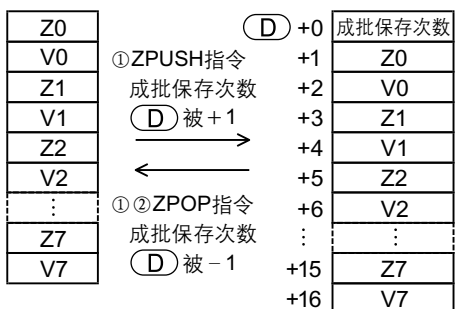 Z0
V0
Z1
V1
Z2
V2
⋮
Z7
V7
①ZPUSH指令
成批保存次数
D被+1
①②ZPOP指令
成批保存次数
D被-1
D +0 成批保存次数
+1 Z0
+2 V0
+3 Z1
+4 V1
+5 Z2
+6 V2
⋮ ⋮
+15 Z7
+16 V7